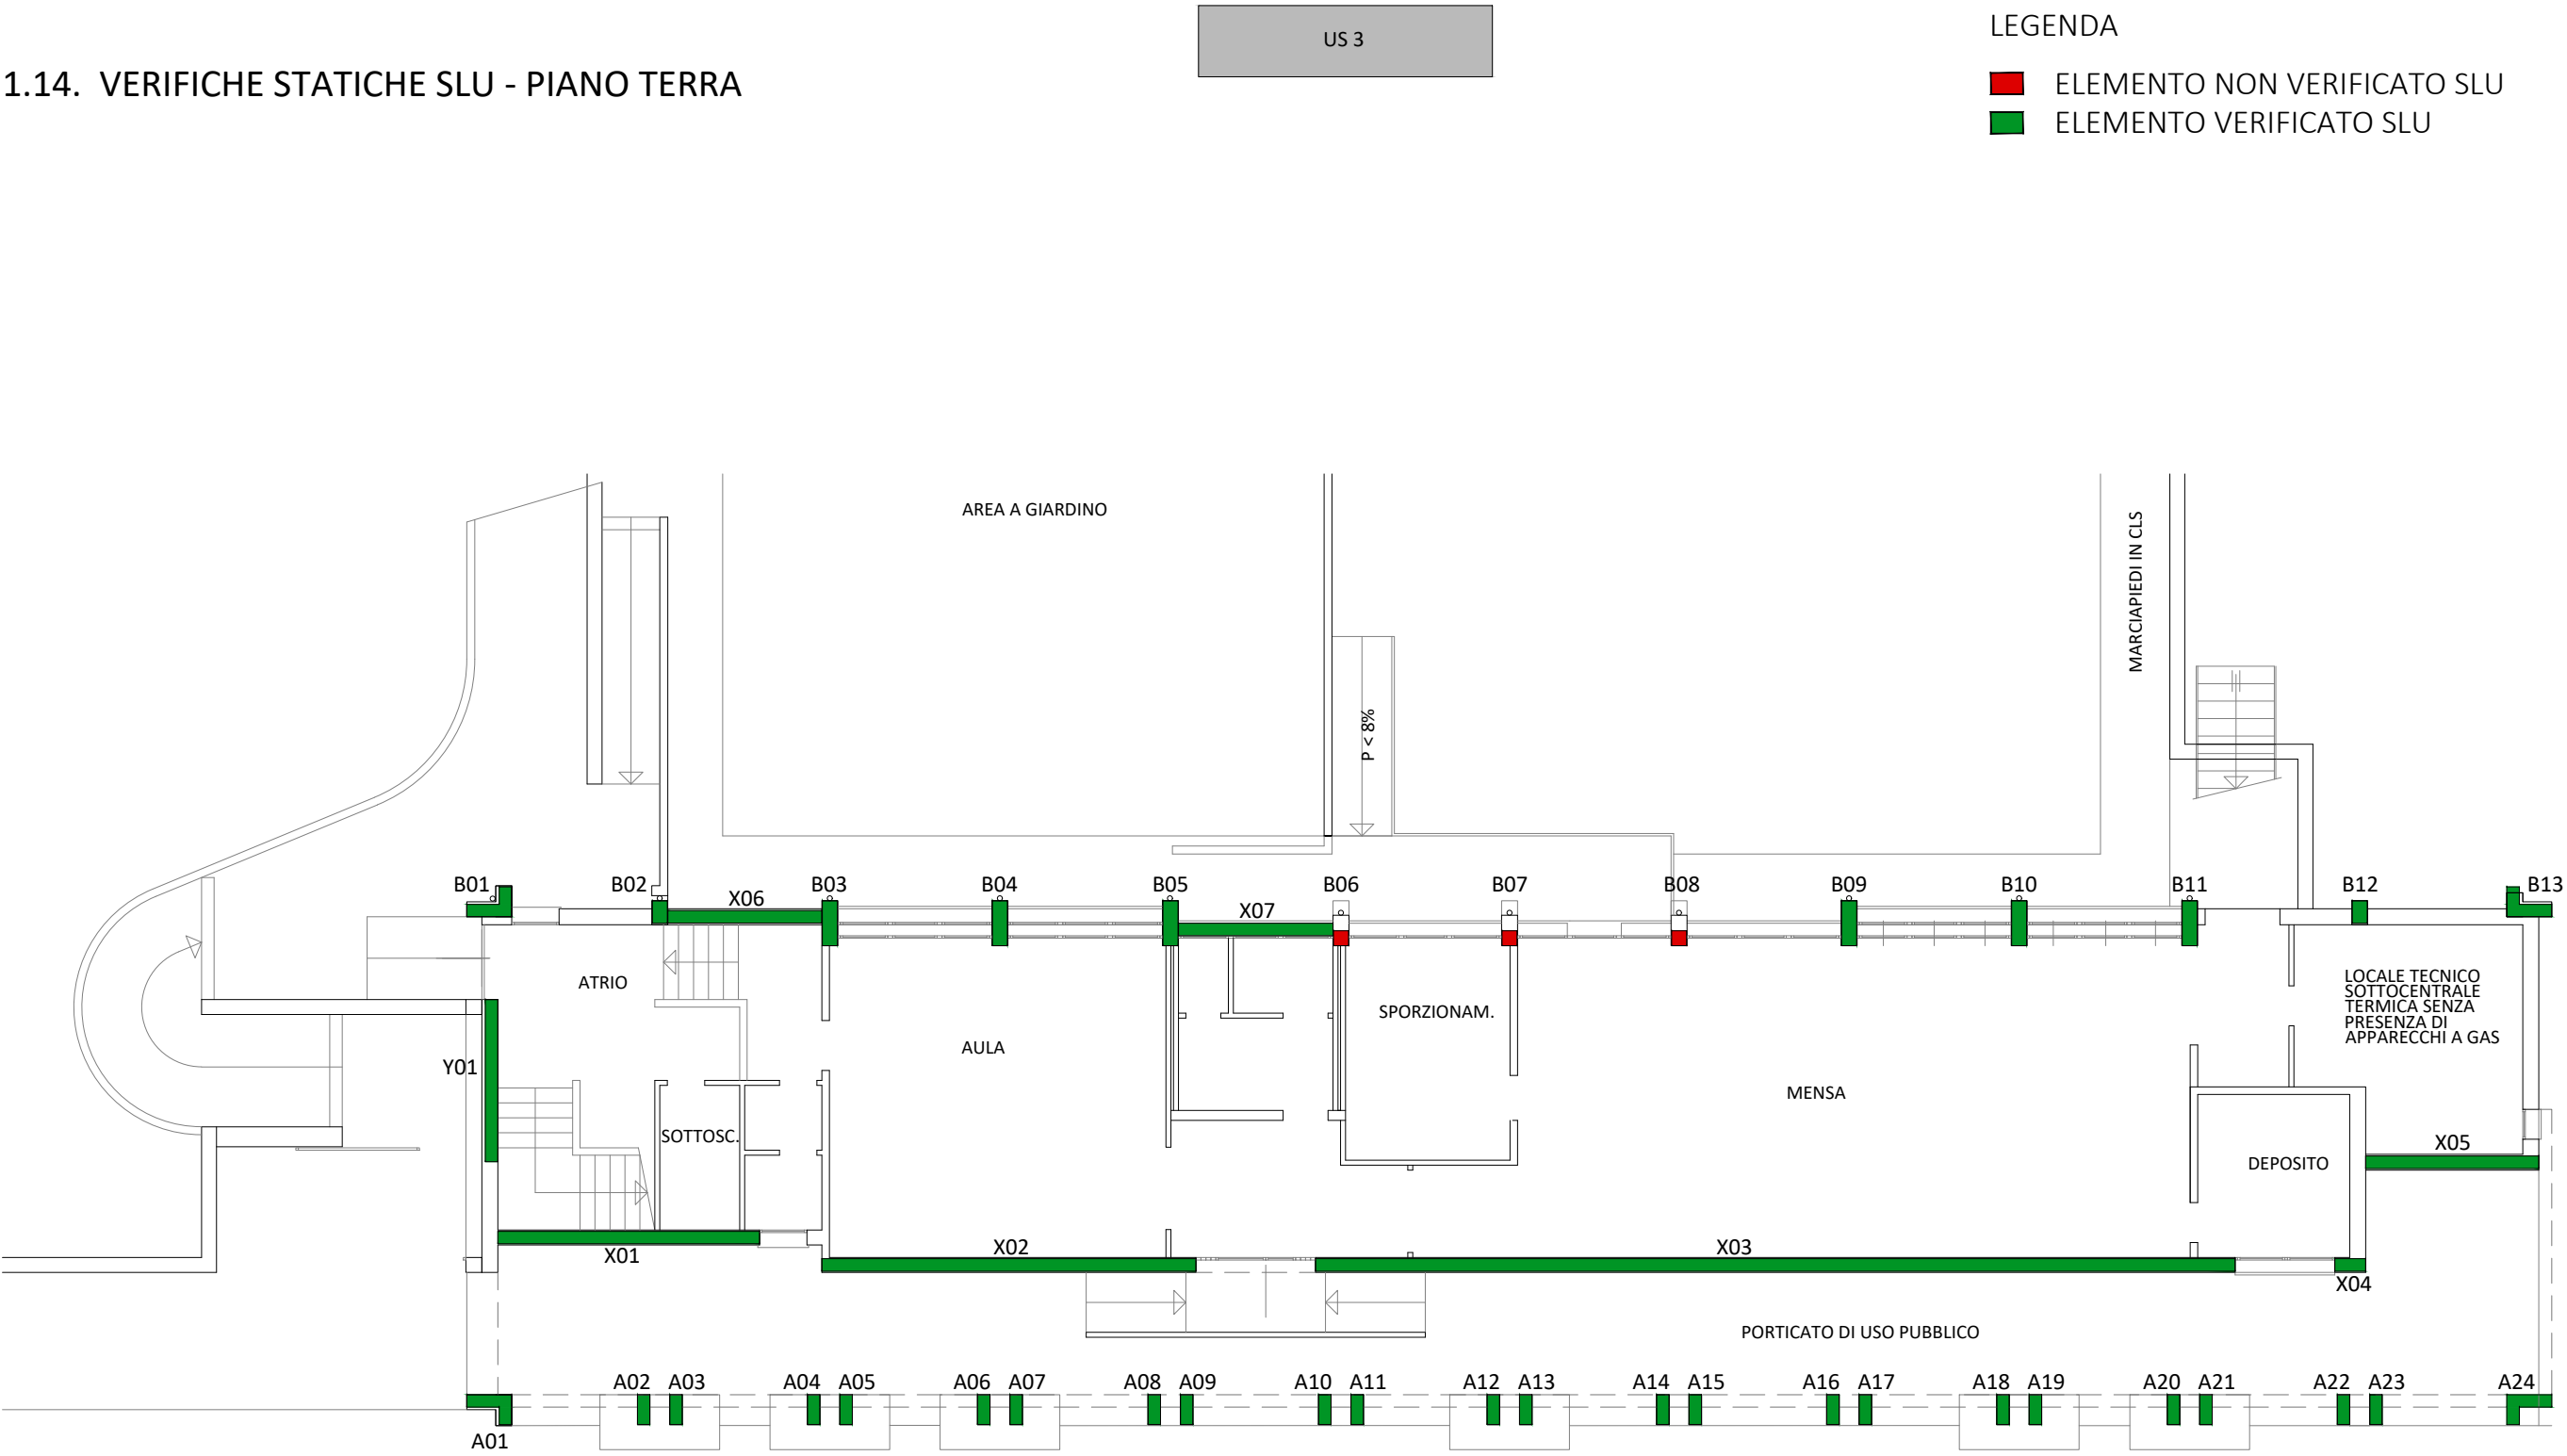 US 3
LEGENDA
1.14. VERIFICHE STATICHE SLU - PIANO TERRA
ELEMENTO NON VERIFICATO SLU
ELEMENTO VERIFICATO SLU
AREA A GIARDINO
MARCIAPIEDI IN CLS
P < 8%
B01
B02
X06
B03
B04
B05
X07
B06
B07
B08
B09
B10
B11
B12
B13
ATRIO
LOCALE TECNICO
SOTTOCENTRALE
TERMICA SENZA
PRESENZA DI
APPARECCHI A GAS
SPORZIONAM.
AULA
Y01
MENSA
SOTTOSC.
X05
DEPOSITO
X01
X02
X03
X04
PORTICATO DI USO PUBBLICO
A02 A03
A04 A05
A06 A07
A08 A09
A10 A11
A12 A13
A14 A15
A16 A17
A18 A19
A20 A21
A22 A23
A24
A01